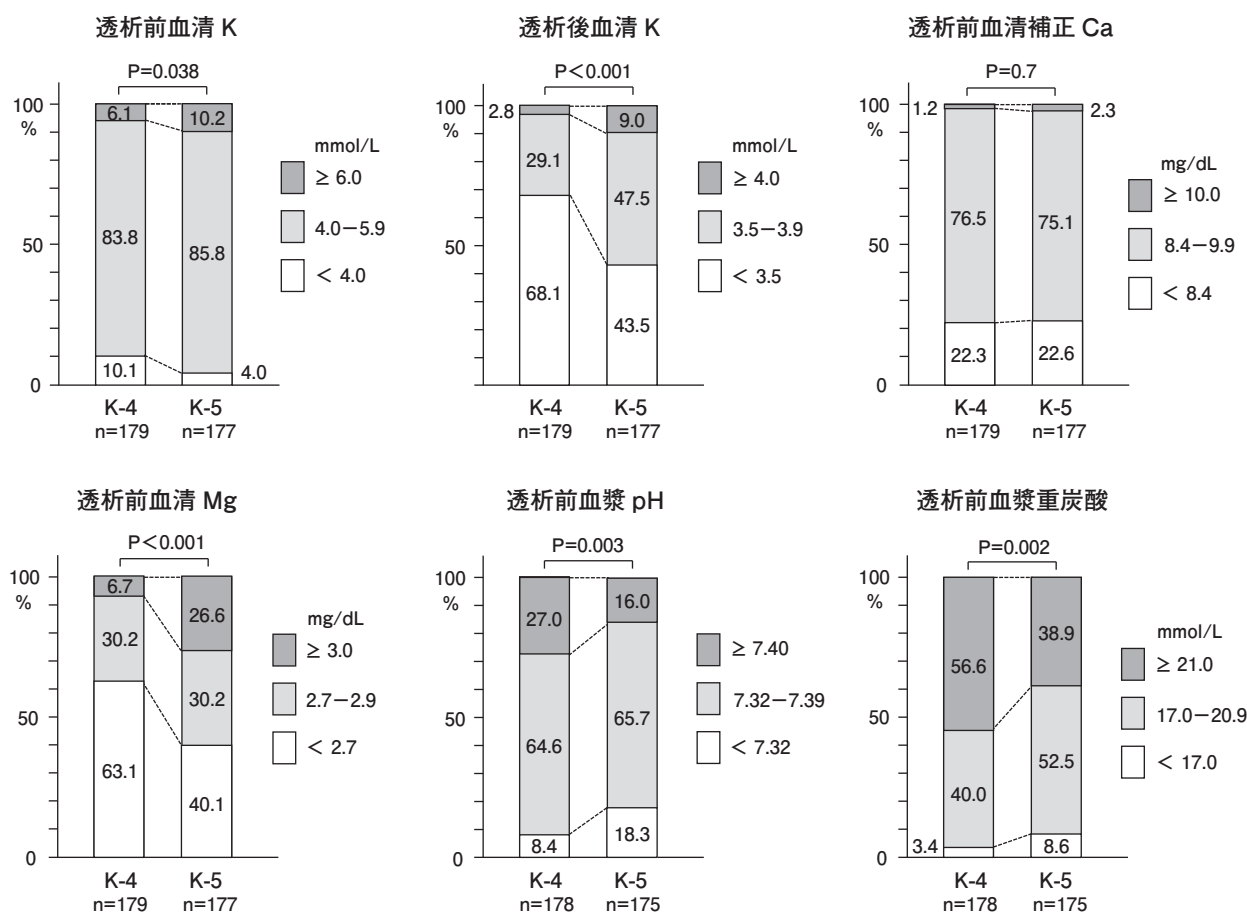 透析前血清 K
P=0.038
100
%
50
0
6.1
83.8
10.1
10.2
85.8
4.0
mmol/L
≥ 6.0
4.0−5.9
< 4.0
K-4
n=179
K-5
n=177
透析後血清 K
P<0.001
100
%
50
0
2.8
29.1
68.1
9.0
47.5
43.5
mmol/L
≥ 4.0
3.5−3.9
< 3.5
K-4
n=179
K-5
n=177
透析前血清補正 Ca
P=0.7
100
%
50
0
1.2
76.5
22.3
2.3
75.1
22.6
mg/dL
≥ 10.0
8.4−9.9
< 8.4
K-4
n=179
K-5
n=177
透析前血清 Mg
P<0.001
100
%
50
0
6.7
30.2
63.1
26.6
30.2
40.1
mg/dL
≥ 3.0
2.7−2.9
< 2.7
K-4
n=179
K-5
n=177
透析前血漿 pH
P=0.003
100
%
50
0
27.0
64.6
8.4
16.0
65.7
18.3
≥ 7.40
7.32−7.39
< 7.32
K-4
n=178
K-5
n=175
透析前血漿重炭酸
P=0.002
100
%
50
0
56.6
40.0
3.4
38.9
52.5
8.6
mmol/L
≥ 21.0
17.0−20.9
< 17.0
K-4
n=178
K-5
n=175